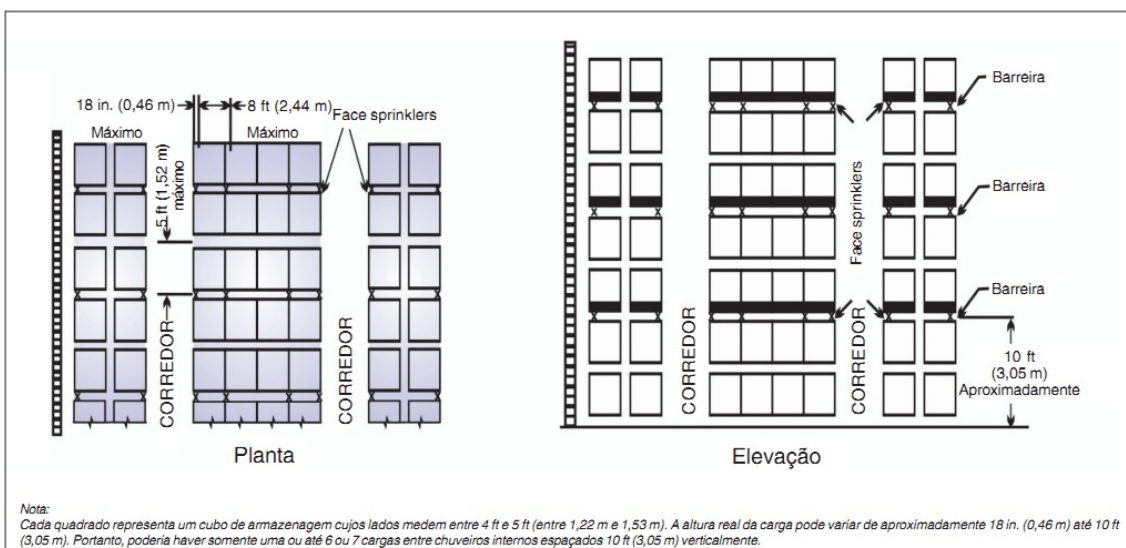 18 in. (0,46 m)
8 ft (2,44 m)
Face sprinklers
Máximo
Máximo
5 ft (1,52 m)
máximo
CORREDOR
CORREDOR
Planta
Barreira
Barreira
Face sprinklers
Barreira
CORREDOR
CORREDOR
10 ft
(3,05 m)
Aproximadamente
Elevação
Nota:
Cada quadrado representa um cubo de armazenagem cujos lados medem entre 4 ft e 5 ft (entre 1,22 m e 1,53 m). A altura real da carga pode variar de aproximadamente 18 in. (0,46 m) até 10 ft
(3,05 m). Portanto, poderia haver somente uma ou até 6 ou 7 cargas entre chuveiros internos espaçados 10 ft (3,05 m) verticalmente.